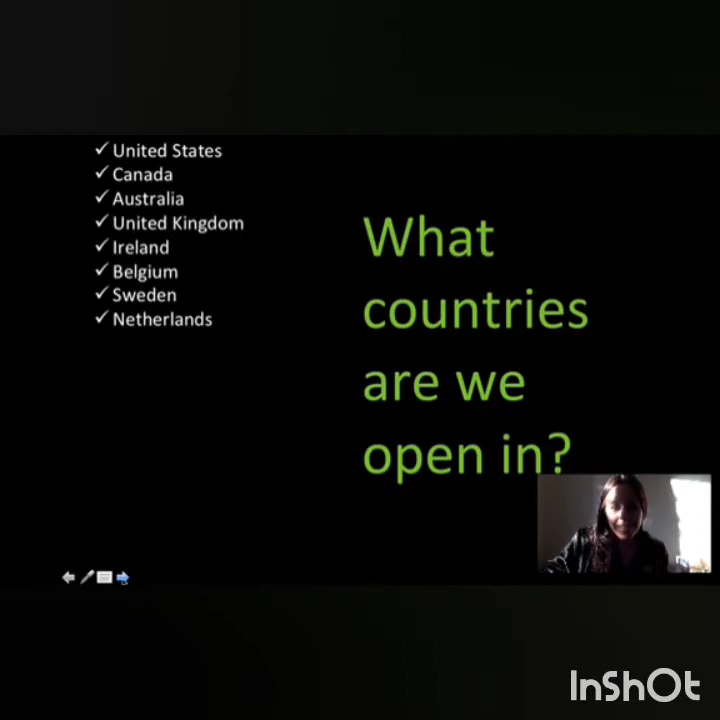 ✓ United States
✓ Canada
✓ Australia
✓ United Kingdom
✓ Ireland
✓ Belgium
✓ Sweden
✓ Netherlands
What
countries
are we
open in?
InShOt